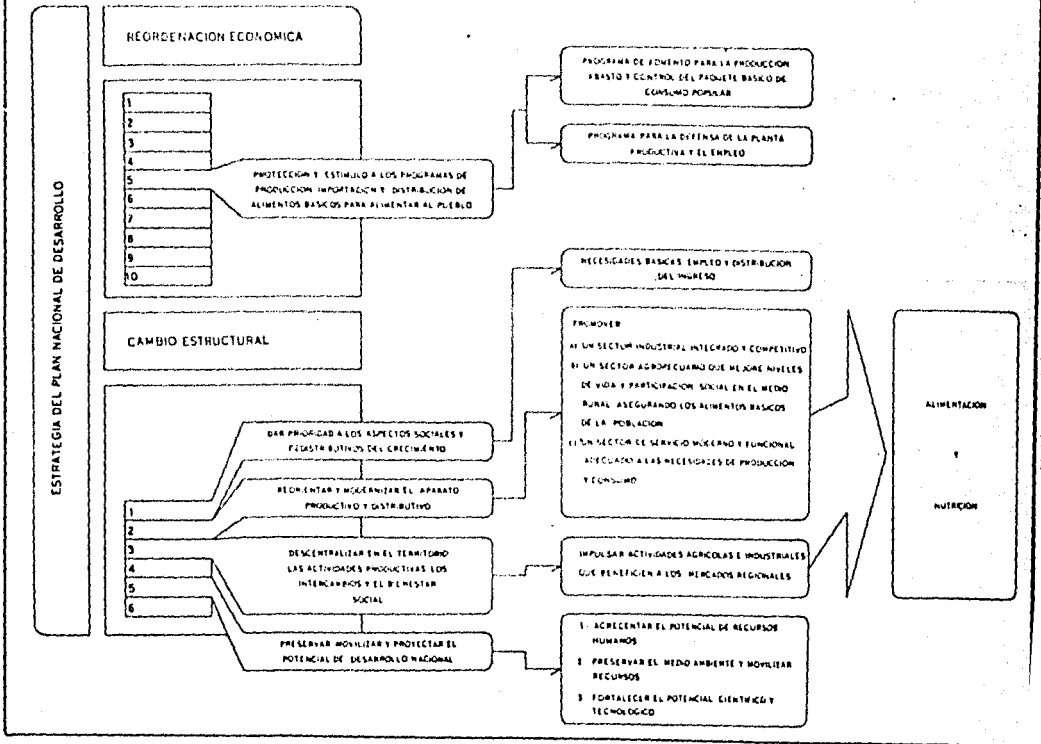 ESTRATEGIA DEL PLAN NACIONAL DE DESARROLLO
REORDENACION ECONOMICA
1
2
3
4
5
6
7
8
9
10
PROTECCION Y ESTIMULO A LOS PROGRAMAS DE
PRODUCCION IMPORTACION Y DISTRIBUCION DE
ALIMENTOS BASICOS PARA ALIMENTAR AL PUEBLO
PROGRAMA DE FOMENTO PARA LA PRODUCCION
ABASTO Y CONTROL DEL PAQUETE BASICO DE
CONSUMO POPULAR
PROGRAMA PARA LA DEFENSA DE LA PLANTA
PRODUCTIVA Y EL EMPLEO
CAMBIO ESTRUCTURAL
1
2
3
4
5
6
DAR PRIORIDAD A LOS ASPECTOS SOCIALES Y
REDISTRIBUTIVOS DEL CRECIMIENTO
REORIENTAR Y MODERNIZAR EL APARATO
PRODUCTIVO Y DISTRIBUTIVO
DESCENTRALIZAR EN EL TERRITORIO
LAS ACTIVIDADES PRODUCTIVAS LOS
INTERCAMBIOS Y EL BIENESTAR
SOCIAL
PRESERVAR MOVILIZAR Y PROYECTAR EL
POTENCIAL DE DESARROLLO NACIONAL
NECESIDADES BASICAS EMPLEO Y DISTRIBUCION
DEL INGRESO
PROMOVER
a) UN SECTOR INDUSTRIAL INTEGRADO Y COMPETITIVO
b) UN SECTOR AGROPECUARIO QUE MEJORE NIVELES
DE VIDA Y PARTICIPACION SOCIAL EN EL MEDIO
RURAL ASEGURANDO LOS ALIMENTOS BASICOS
DE LA POBLACION
c) UN SECTOR DE SERVICIO MODERNO Y FUNCIONAL
ADECUADO A LAS NECESIDADES DE PRODUCCION
Y CONSUMO
IMPULSAR ACTIVIDADES AGRICOLAS E INDUSTRIALES
QUE BENEFICIEN A LOS MERCADOS REGIONALES
1 - ACRECENTAR EL POTENCIAL DE RECURSOS
HUMANOS
2 PRESERVAR EL MEDIO AMBIENTE Y MOVILIZAR
RECURSOS
3 FORTALECER EL POTENCIAL CIENTIFICO Y
TECNOLOGICO
ALIMENTACIÓN
Y
NUTRICIÓN